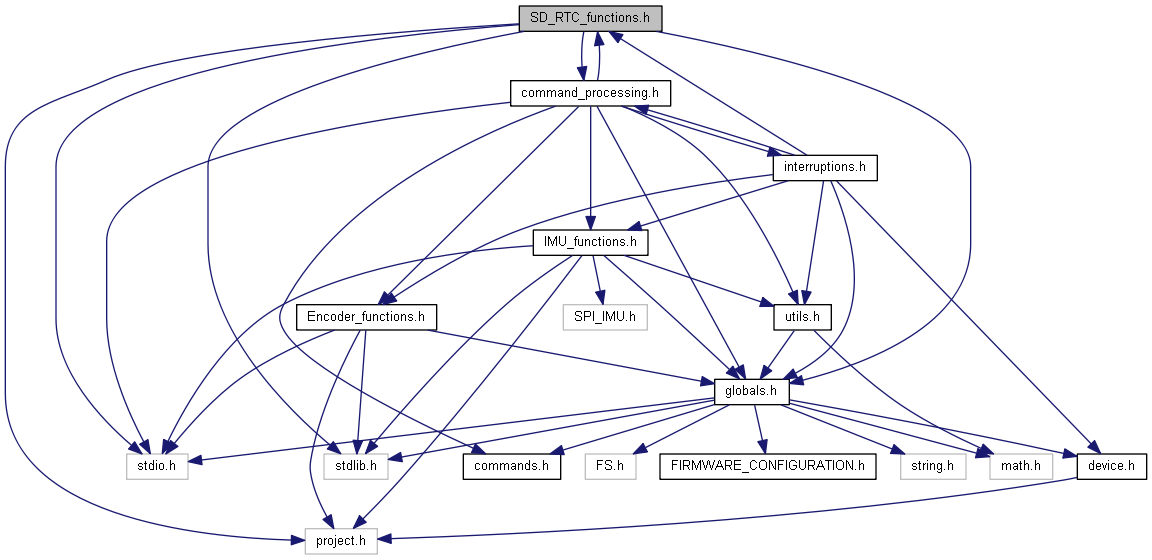 SD_RTC_functions.h
command_processing.h
interruptions.h
IMU_functions.h
Encoder_functions.h
SPI_IMU.h
utils.h
globals.h
stdio.h
stdlib.h
commands.h
FS.h
FIRMWARE_CONFIGURATION.h
string.h
math.h
device.h
project.h